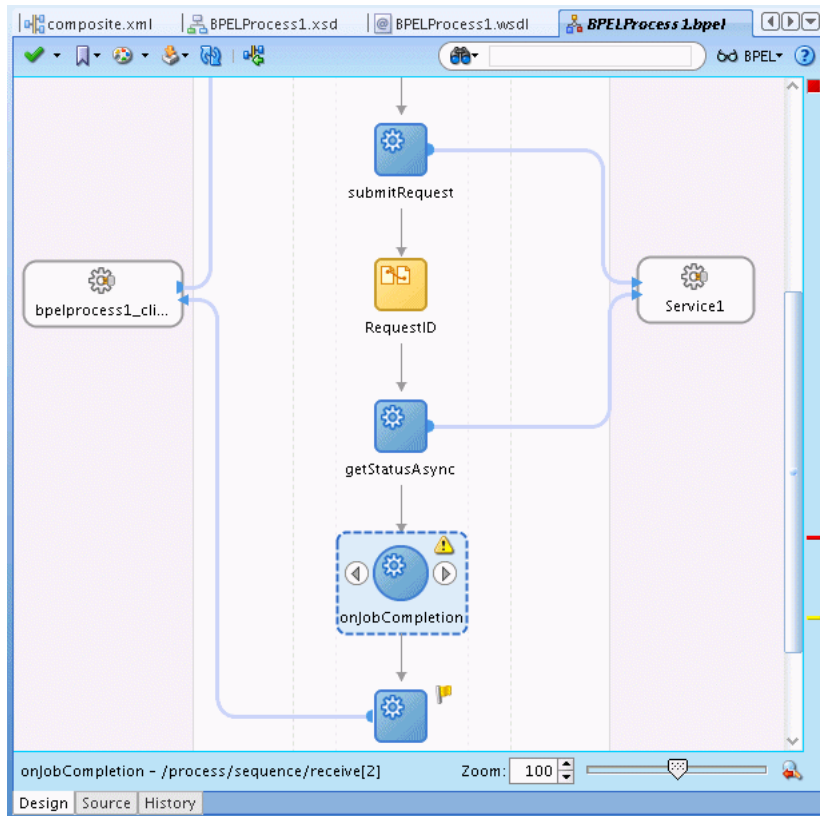 composite.xml
BPELProcess1.xsd
BPELProcess1.wsdl
BPELProcess1.bpel
BPEL
submitRequest
bpelprocess1_cli...
Service1
RequestID
getStatusAsync
onJobCompletion
onJobCompletion - /process/sequence/receive[2]
Zoom: 100
Design Source History